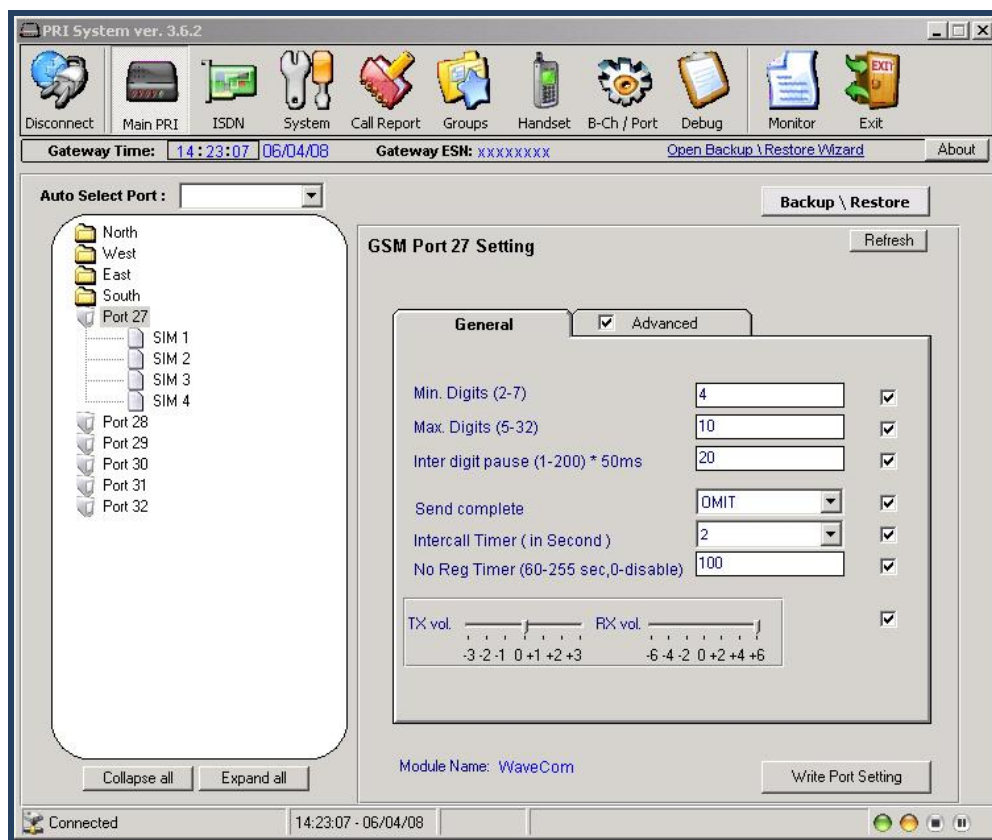 PRI System ver. 3.6.2
Disconnect Main PRI ISDN System Call Report Groups Handset B-Ch / Port Debug Monitor Exit
EXIT
Gateway Time: 14:23:07 06/04/08 Gateway ESN: xxxxxxxx Open Backup \ Restore Wizard About
Auto Select Port :
Backup \ Restore
North
West
East
South
Port 27
SIM 1
SIM 2
SIM 3
SIM 4
Port 28
Port 29
Port 30
Port 31
Port 32
Collapse all Expand all
GSM Port 27 Setting Refresh
General Advanced
Min. Digits (2-7) 4
Max. Digits (5-32) 10
Inter digit pause (1-200) * 50ms 20
Send complete OMIT
Intercall Timer ( in Second ) 2
No Reg Timer (60-255 sec,0-disable) 100
TX vol. RX vol.
-3 -2 -1 0 +1 +2 +3 -6 -4 -2 0 +2 +4 +6
Module Name: WaveCom Write Port Setting
Connected 14:23:07 - 06/04/08